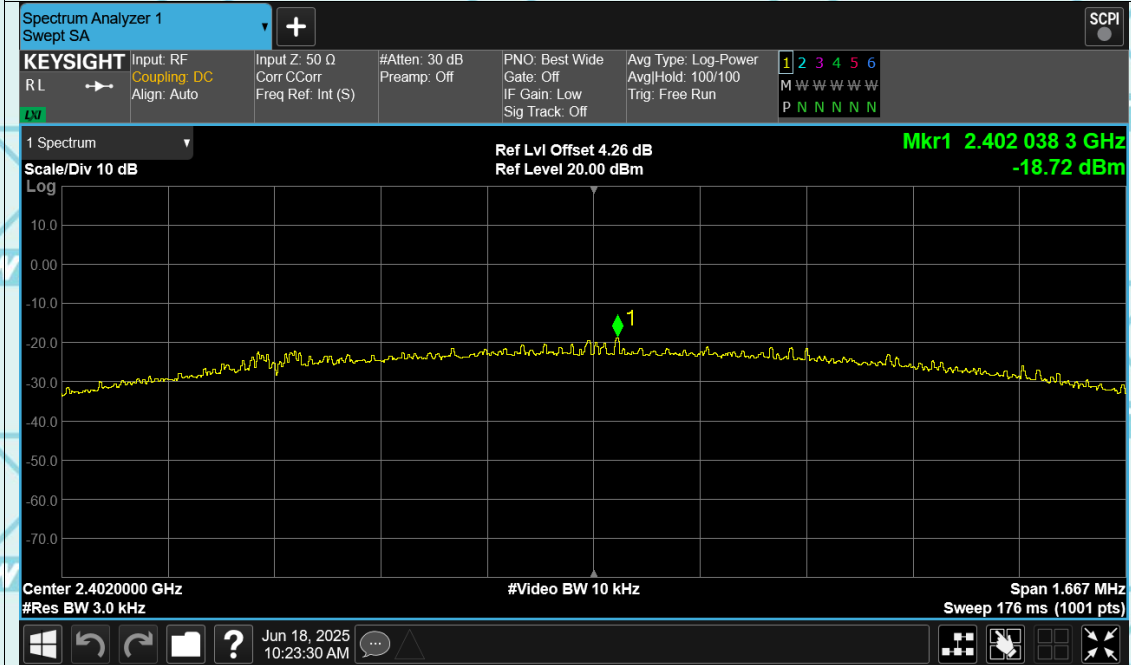 Spectrum Analyzer 1
Swept SA
+
SCPI
KEYSIGHT
R L
LXI
Input: RF
Coupling: DC
Align: Auto
Input Z: 50 Ω
Corr CCorr
Freq Ref: Int (S)
#Atten: 30 dB
Preamp: Off
PNO: Best Wide
Gate: Off
IF Gain: Low
Sig Track: Off
Avg Type: Log-Power
Avg|Hold: 100/100
Trig: Free Run
1 2 3 4 5 6
M W W W W W
P N N N N N
1 Spectrum
Scale/Div 10 dB
Log
Ref Lvl Offset 4.26 dB
Ref Level 20.00 dBm
Mkr1 2.402 038 3 GHz
-18.72 dBm
10.0
0.00
-10.0
1
-20.0
-30.0
-40.0
-50.0
-60.0
-70.0
Center 2.4020000 GHz
#Video BW 10 kHz
Span 1.667 MHz
#Res BW 3.0 kHz
Sweep 176 ms (1001 pts)
?
Jun 18, 2025
10:23:30 AM